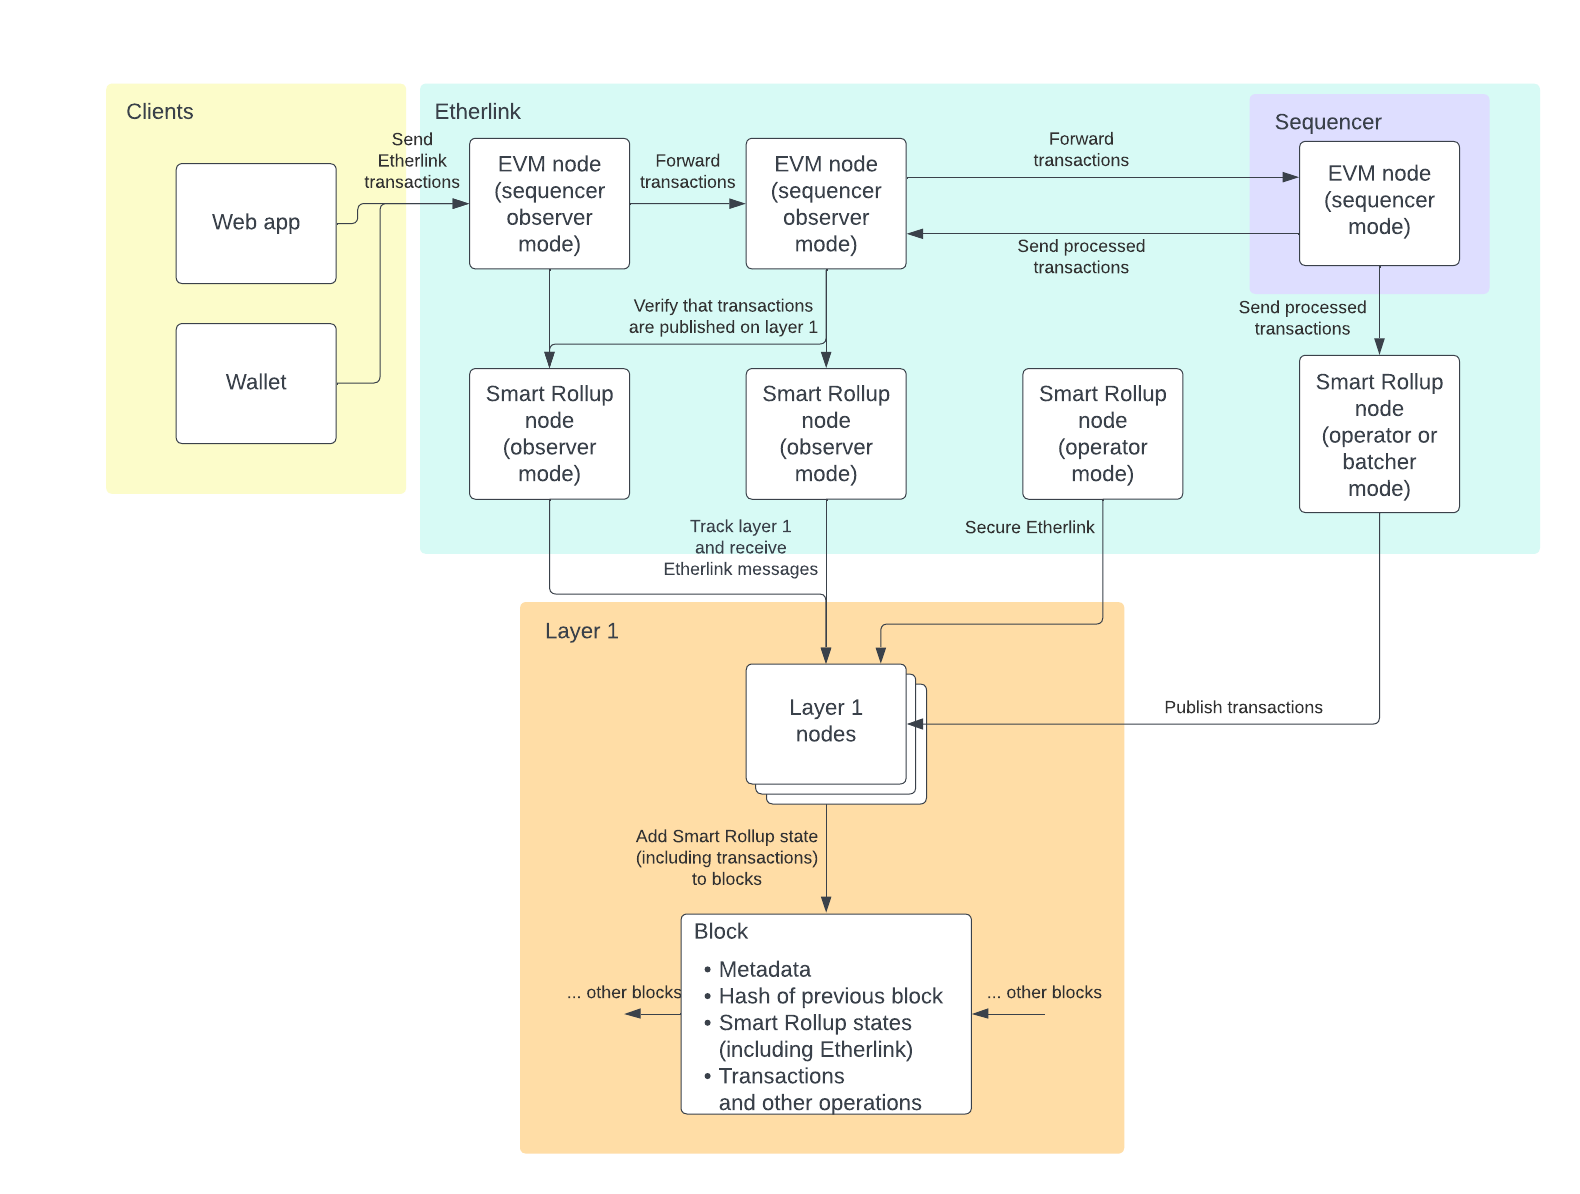 Clients
Web app
Wallet
Send
Etherlink
transactions
Etherlink
EVM node
(sequencer
observer
mode)
Forward
transactions
EVM node
(sequencer
observer
mode)
Forward
transactions
Send processed
transactions
Sequencer
EVM node
(sequencer
mode)
Verify that transactions
are published on layer 1
Send processed
transactions
Smart Rollup
node
(observer
mode)
Smart Rollup
node
(observer
mode)
Smart Rollup
node
(operator
mode)
Smart Rollup
node
(operator or
batcher
mode)
Track layer 1
and receive
Etherlink messages
Secure Etherlink
Layer 1
Layer 1
nodes
Publish transactions
Add Smart Rollup state
(including transactions)
to blocks
... other blocks
Block
• Metadata
• Hash of previous block
• Smart Rollup states
(including Etherlink)
• Transactions
and other operations
... other blocks